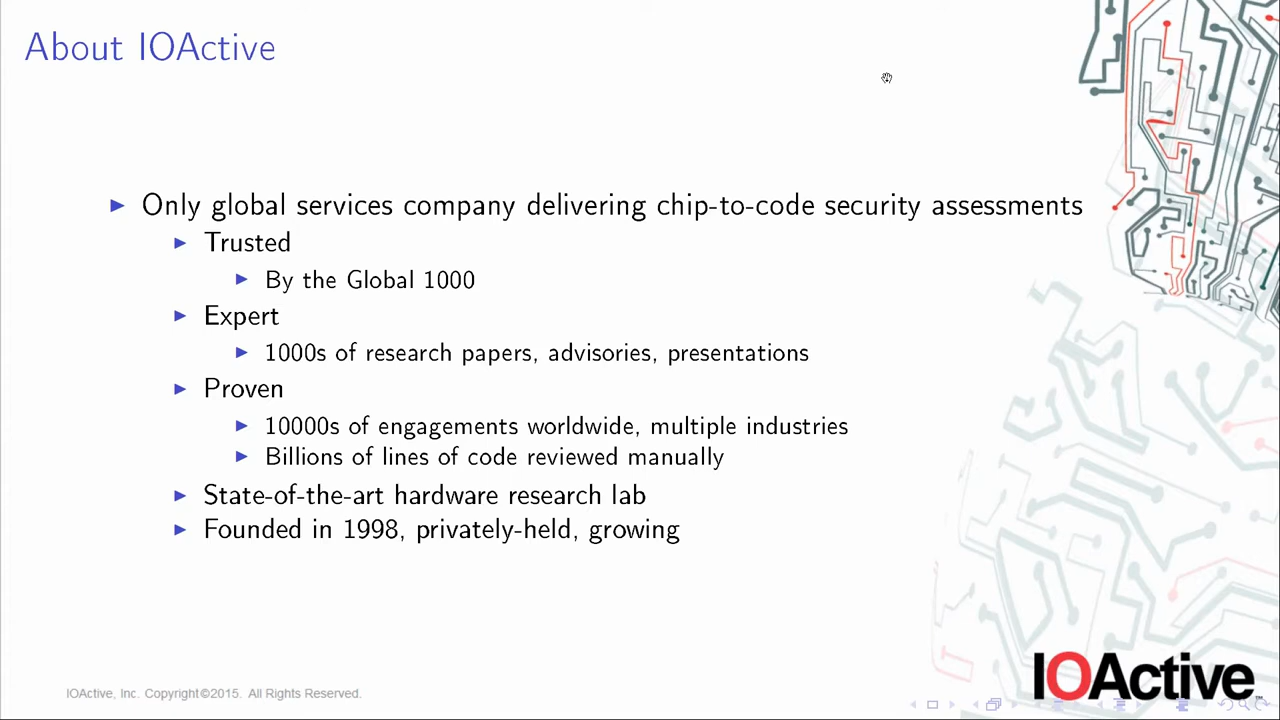 About IOActive
Only global services company delivering chip-to-code security assessments
Trusted
By the Global 1000
Expert
1000s of research papers, advisories, presentations
Proven
10000s of engagements worldwide, multiple industries
Billions of lines of code reviewed manually
State-of-the-art hardware research lab
Founded in 1998, privately-held, growing
IOActive, Inc. Copyright©2015. All Rights Reserved.
IOActive™